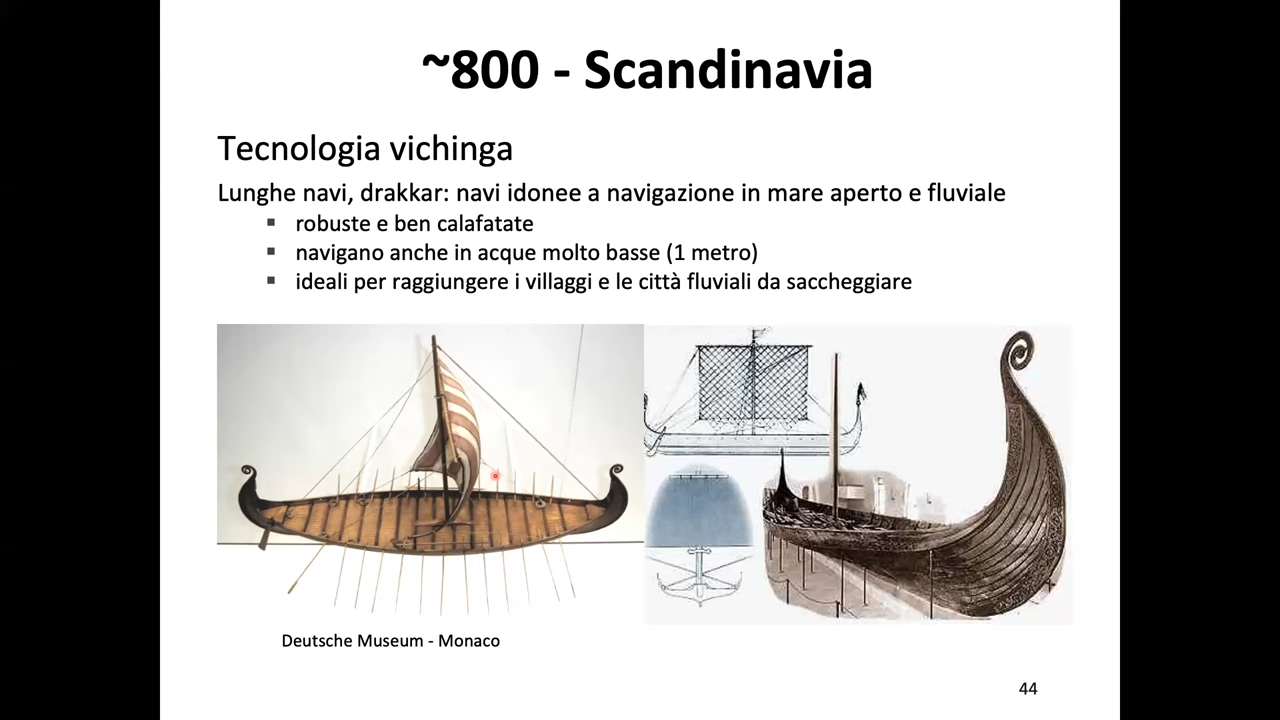 ~800 - Scandinavia
Tecnologia vichinga
Lunghe navi, drakkar: navi idonee a navigazione in mare aperto e fluviale
▪ robuste e ben calafatate
▪ navigano anche in acque molto basse (1 metro)
▪ ideali per raggiungere i villaggi e le città fluviali da saccheggiare
Deutsche Museum - Monaco
44